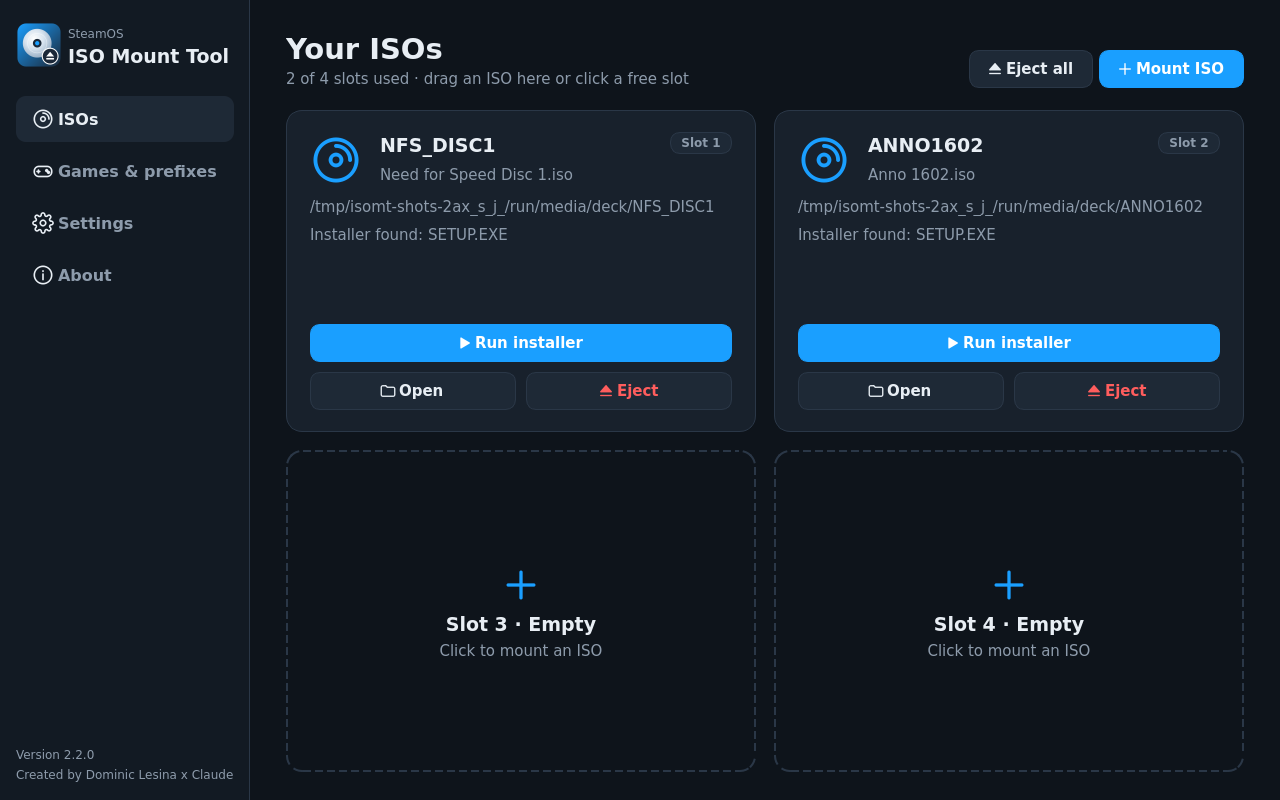 SteamOS
ISO Mount Tool
ISOs
Games & prefixes
Settings
About
Version 2.2.0
Created by Dominic Lesina x Claude
Your ISOs
2 of 4 slots used · drag an ISO here or click a free slot
Eject all
Mount ISO
NFS_DISC1
Slot 1
Need for Speed Disc 1.iso
/tmp/isomt-shots-2ax_s_j_/run/media/deck/NFS_DISC1
Installer found: SETUP.EXE
Run installer
Open
Eject
ANNO1602
Slot 2
Anno 1602.iso
/tmp/isomt-shots-2ax_s_j_/run/media/deck/ANNO1602
Installer found: SETUP.EXE
Run installer
Open
Eject
Slot 3 · Empty
Click to mount an ISO
Slot 4 · Empty
Click to mount an ISO